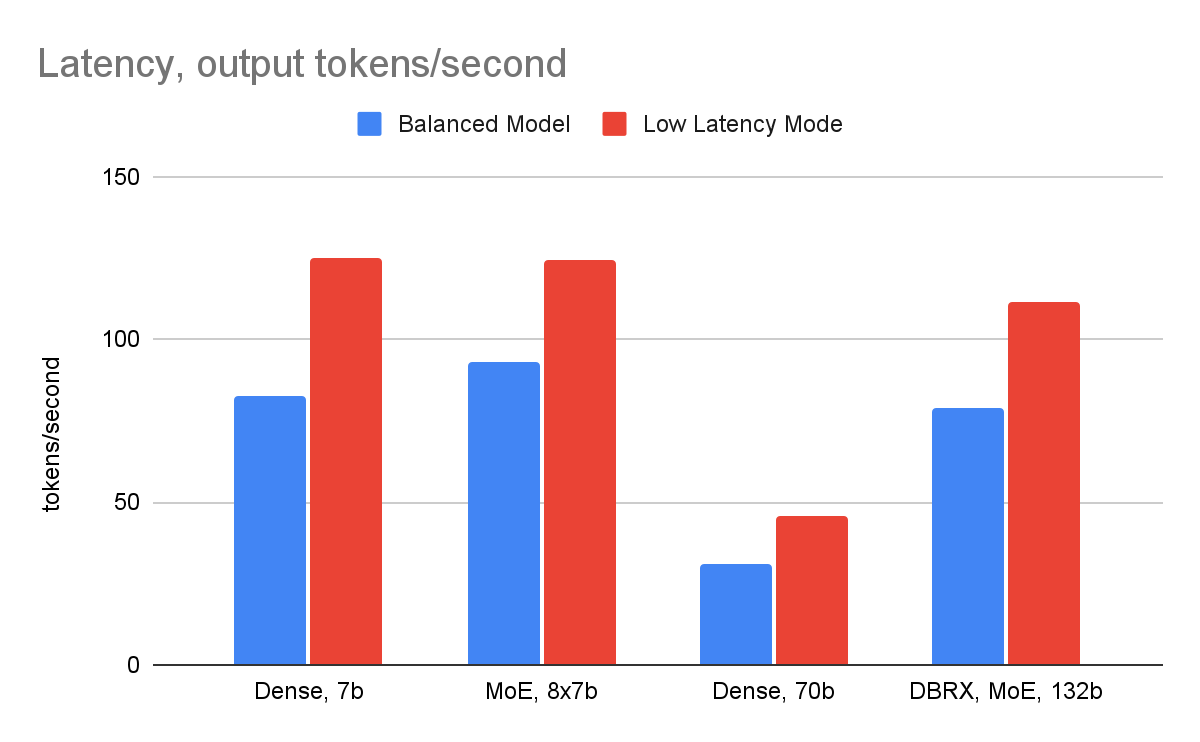 Latency, output tokens/second
Balanced Model
Low Latency Mode
150
100
50
0
tokens/second
Dense, 7b
MoE, 8x7b
Dense, 70b
DBRX, MoE, 132b